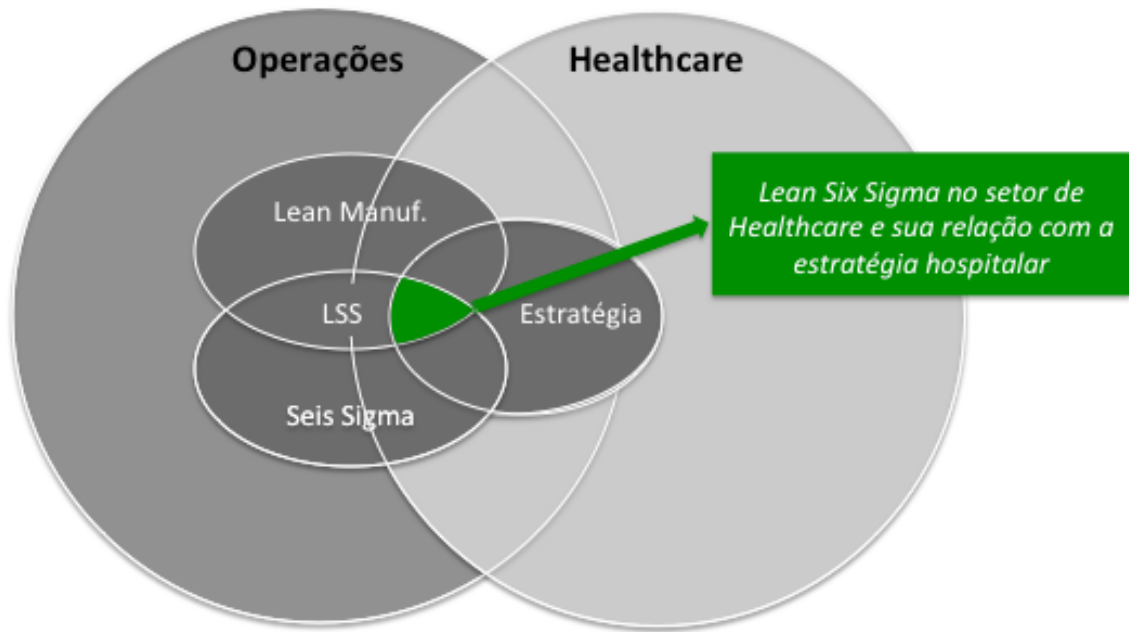 Operações
Healthcare
Lean Manuf.
LSS
Estratégia
Seis Sigma
Lean Six Sigma no setor de
Healthcare e sua relação com a
estratégia hospitalar